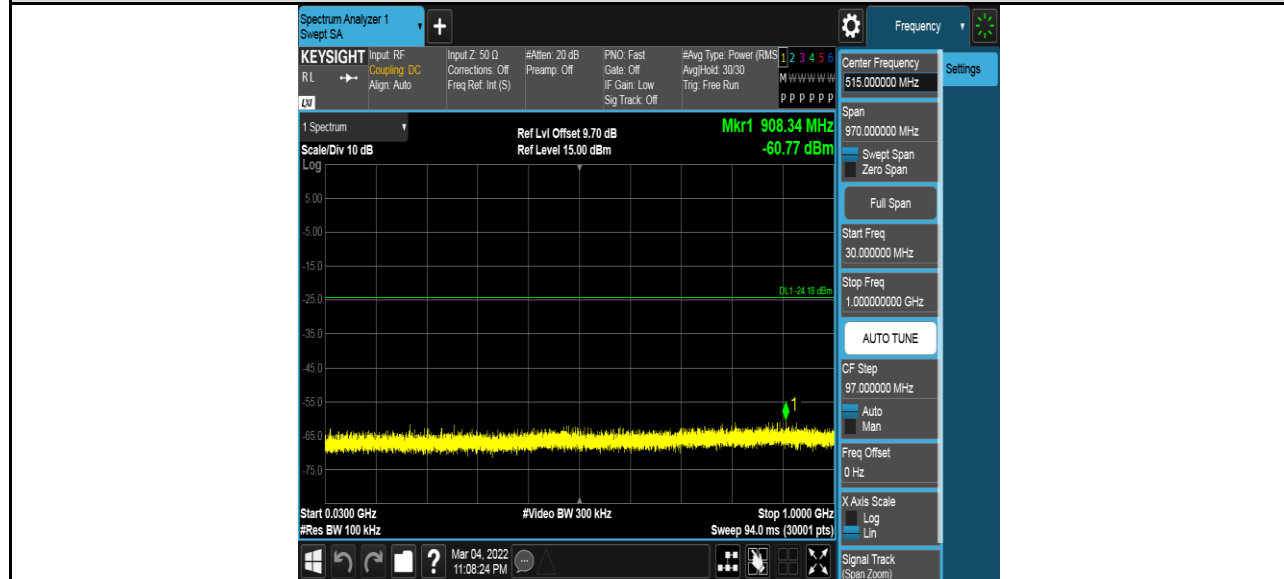 Spectrum Analyzer 1
Swept SA
+
Frequency
KEYSIGHT
RL
LXI
Input: RF
Coupling: DC
Align: Auto
Input Z: 50 Ω
Corrections: Off
Freq Ref: Int (S)
#Atten: 20 dB
Preamp: Off
PNO: Fast
Gate: Off
IF Gain: Low
Sig Track: Off
#Avg Type: Power (RMS
Avg|Hold: 30/30
Trig: Free Run
1 2 3 4 5 6
M W W W W W
P P P P P P
1 Spectrum
Scale/Div 10 dB
Ref Lvl Offset 9.70 dB
Ref Level 15.00 dBm
Mkr1 908.34 MHz
-60.77 dBm
Log
5.00
-5.00
-15.0
-25.0
-35.0
-45.0
-55.0
-65.0
-75.0
DL1 -24.18 dBm
1
Start 0.0300 GHz
#Res BW 100 kHz
#Video BW 300 kHz
Stop 1.0000 GHz
Sweep 94.0 ms (30001 pts)
Center Frequency
515.000000 MHz
Settings
Span
970.000000 MHz
Swept Span
Zero Span
Full Span
Start Freq
30.000000 MHz
Stop Freq
1.000000000 GHz
AUTO TUNE
CF Step
97.000000 MHz
Auto
Man
Freq Offset
0 Hz
X Axis Scale
Log
Lin
Signal Track
(Span Zoom)
?
Mar 04, 2022
11:08:24 PM